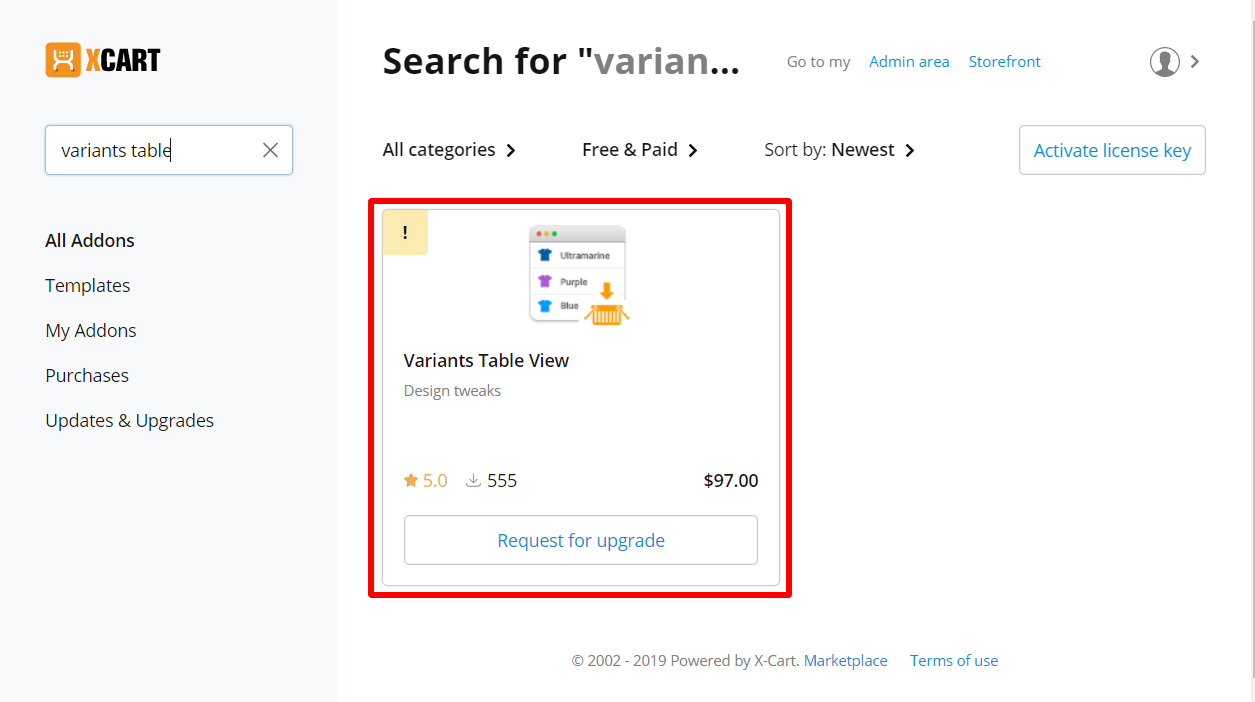 XCART
variants table
All Addons
Templates
My Addons
Purchases
Updates & Upgrades
Search for "varian...
Go to my Admin area Storefront
All categories Free & Paid Sort by: Newest Activate license key
!
Ultramarine
Purple
Blue
Variants Table View
Design tweaks
5.0 555 $97.00
Request for upgrade
© 2002 - 2019 Powered by X-Cart. Marketplace Terms of use